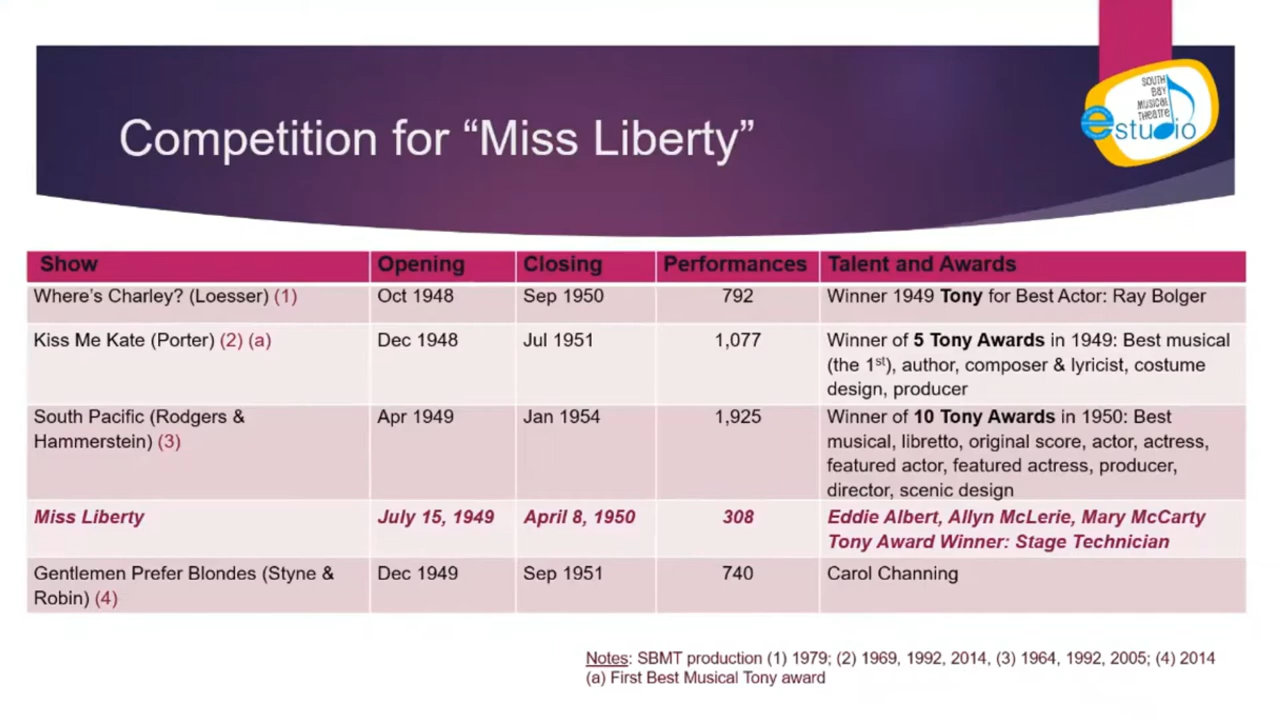 SOUTH
BAY
MUSICAL
THEATRE
estudio
Competition for “Miss Liberty”
Show Opening Closing Performances Talent and Awards
Where’s Charley? (Loesser) (1) Oct 1948 Sep 1950 792 Winner 1949 Tony for Best Actor: Ray Bolger
Kiss Me Kate (Porter) (2) (a) Dec 1948 Jul 1951 1,077 Winner of 5 Tony Awards in 1949: Best musical
(the 1st), author, composer & lyricist, costume
design, producer
South Pacific (Rodgers & Apr 1949 Jan 1954 1,925 Winner of 10 Tony Awards in 1950: Best
Hammerstein) (3) musical, libretto, original score, actor, actress,
featured actor, featured actress, producer,
director, scenic design
Miss Liberty July 15, 1949 April 8, 1950 308 Eddie Albert, Allyn McLerie, Mary McCarty
Tony Award Winner: Stage Technician
Gentlemen Prefer Blondes (Styne & Dec 1949 Sep 1951 740 Carol Channing
Robin) (4)
Notes: SBMT production (1) 1979; (2) 1969, 1992, 2014, (3) 1964, 1992, 2005; (4) 2014
(a) First Best Musical Tony award